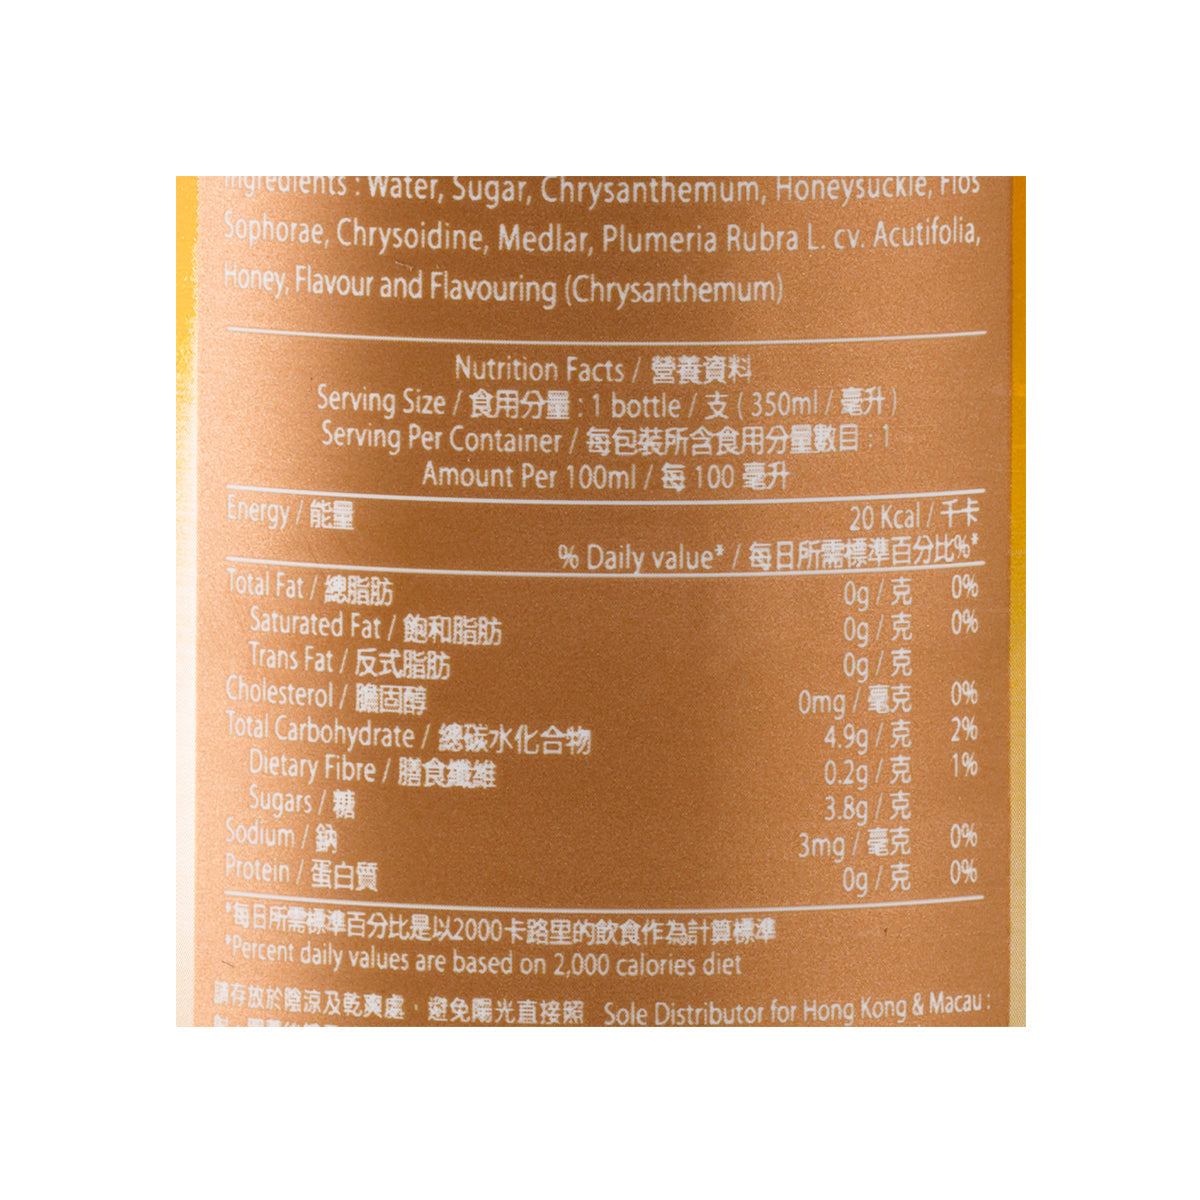 Ingredients : Water, Sugar, Chrysanthemum, Honeysuckle, Flos
Sophorae, Chrysoidine, Medlar, Plumeria Rubra L. cv. Acutifolia,
Honey, Flavour and Flavouring (Chrysanthemum)
Nutrition Facts / 營養資料
Serving Size / 食用分量 : 1 bottle / 支 ( 350ml / 毫升 )
Serving Per Container / 每包裝所含食用分量數目 : 1
Amount Per 100ml / 每 100 毫升
Energy / 能量 20 Kcal / 千卡
% Daily value* / 每日所需標準百分比%*
Total Fat / 總脂肪 0g / 克 0%
Saturated Fat / 飽和脂肪 0g / 克 0%
Trans Fat / 反式脂肪 0g / 克
Cholesterol / 膽固醇 0mg / 毫克 0%
Total Carbohydrate / 總碳水化合物 4.9g / 克 2%
Dietary Fibre / 膳食纖維 0.2g / 克 1%
Sugars / 糖 3.8g / 克
Sodium / 鈉 3mg / 毫克 0%
Protein / 蛋白質 0g / 克 0%
*每日所需標準百分比是以2000卡路里的飲食作為計算標準
*Percent daily values are based on 2,000 calories diet
請存放於陰涼及乾爽處，避免陽光直接照 Sole Distributor for Hong Kong & Macau :